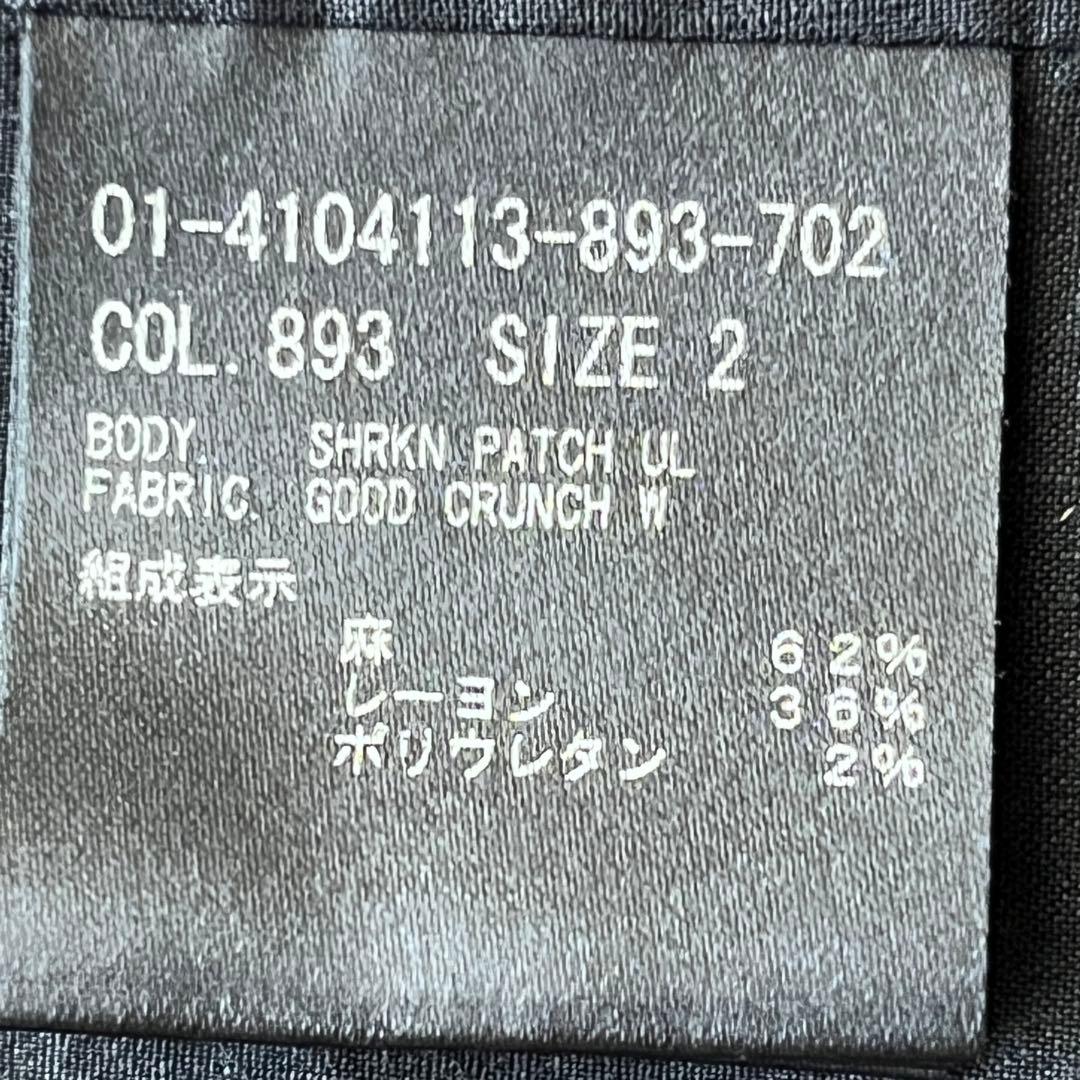 01-4104113-893-702
COL. 893 SIZE 2
BODY. SHRKN PATCH UL
FABRIC. GOOD CRUNCH W
組成表示
麻 62%
レーヨン 36%
ポリウレタン 2%